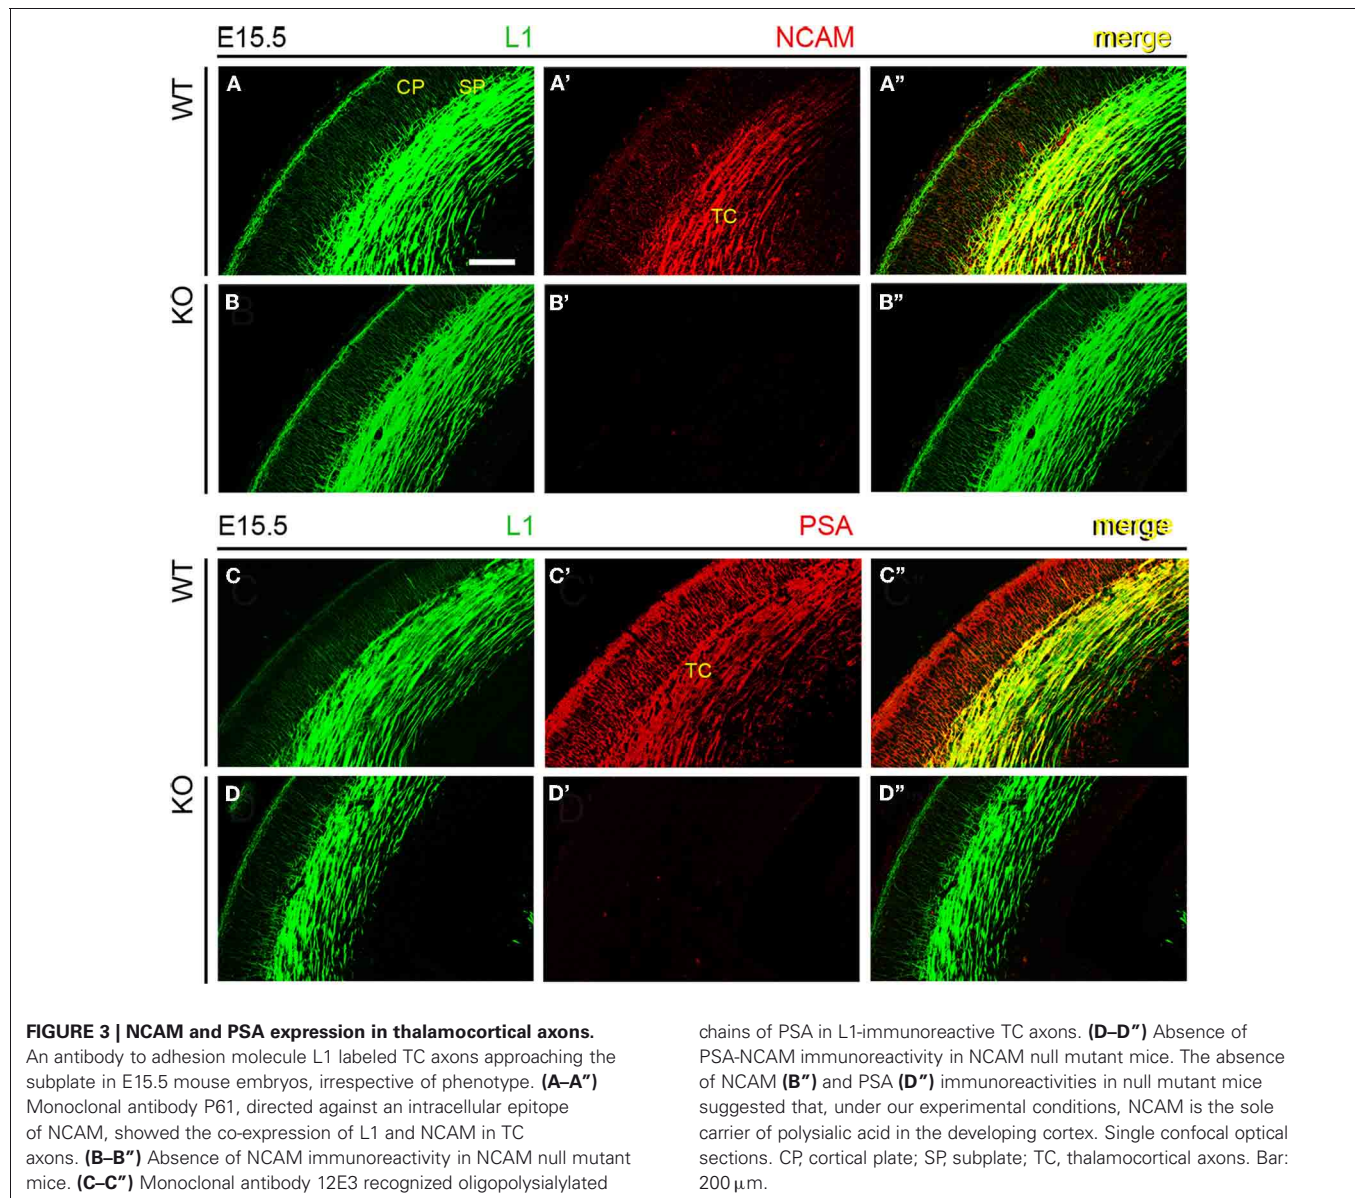 E15.5 L1 NCAM merge
WT
A CP SP A’ TC A”
KO
B B’ B”
E15.5 L1 PSA merge
WT
C C’ TC C”
KO
D D’ D”
FIGURE 3 | NCAM and PSA expression in thalamocortical axons.
An antibody to adhesion molecule L1 labeled TC axons approaching the
subplate in E15.5 mouse embryos, irrespective of phenotype. (A–A″)
Monoclonal antibody P61, directed against an intracellular epitope
of NCAM, showed the co-expression of L1 and NCAM in TC
axons. (B–B″) Absence of NCAM immunoreactivity in NCAM null mutant
mice. (C–C″) Monoclonal antibody 12E3 recognized oligopolysialylated
chains of PSA in L1-immunoreactive TC axons. (D–D″) Absence of
PSA-NCAM immunoreactivity in NCAM null mutant mice. The absence
of NCAM (B″) and PSA (D″) immunoreactivities in null mutant mice
suggested that, under our experimental conditions, NCAM is the sole
carrier of polysialic acid in the developing cortex. Single confocal optical
sections. CP, cortical plate; SP, subplate; TC, thalamocortical axons. Bar:
200 μm.